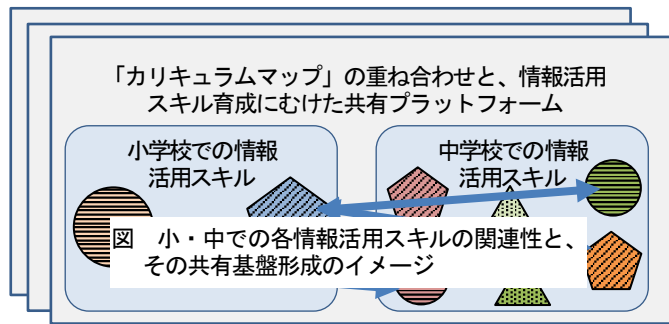 「カリキュラムマップ」の重ね合わせと、情報活用
スキル育成にむけた共有プラットフォーム
小学校での情報
活用スキル
中学校での情報
活用スキル
図　小・中での各情報活用スキルの関連性と、
その共有基盤形成のイメージ